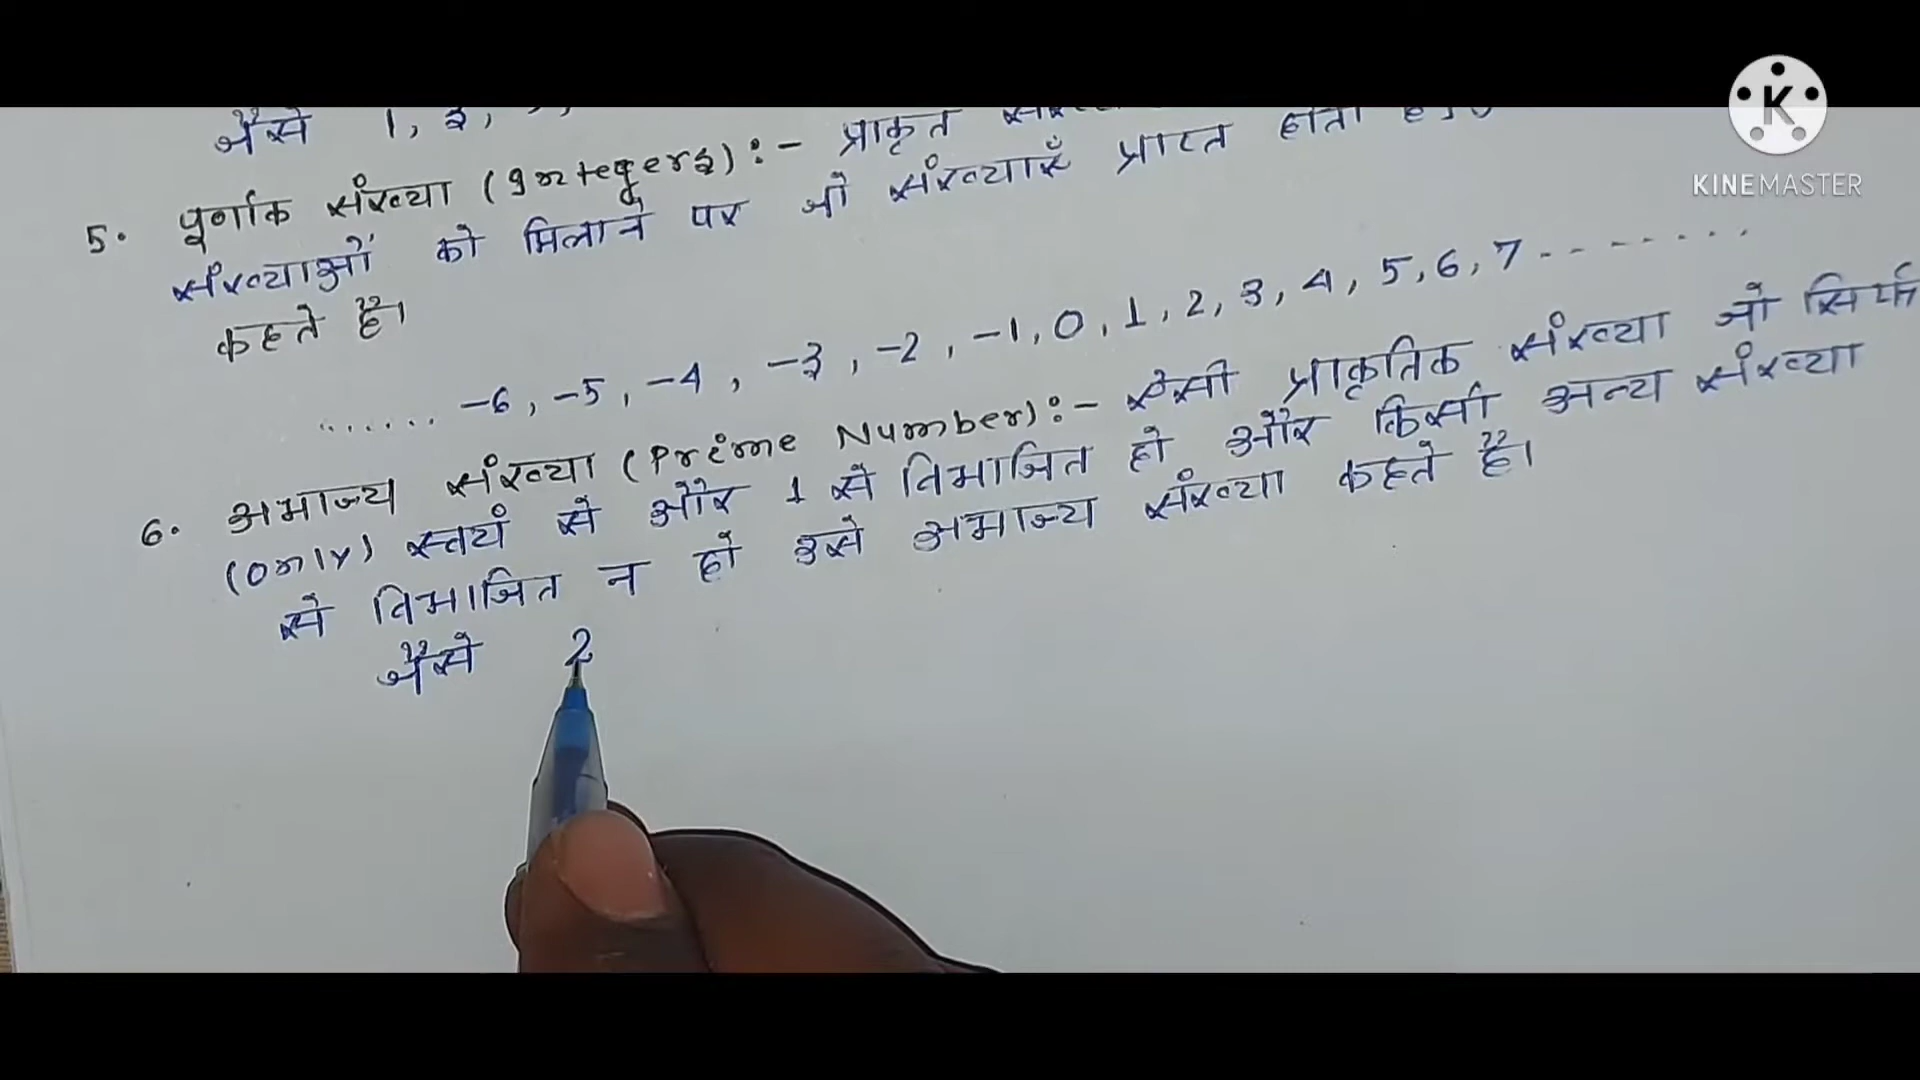 जैसे 1, 3,
5. पूर्णांक संख्या (Integers) :- प्राकृत
संख्याओं को मिलाने पर जो संख्याएँ प्राप्त होती है
कहते है।
....... -6, -5, -4, -3, -2, -1, 0, 1, 2, 3, 4, 5, 6, 7 - - - - . . . .
6. अभाज्य संख्या (Prime Number) :- ऐसी प्राकृतिक संख्या जो सिर्फ
(only) स्वयं से और 1 से विभाजित हो और किसी अन्य संख्या
से विभाजित न हो उसे अभाज्य संख्या कहते है।
जैसे 2
KINEMASTER